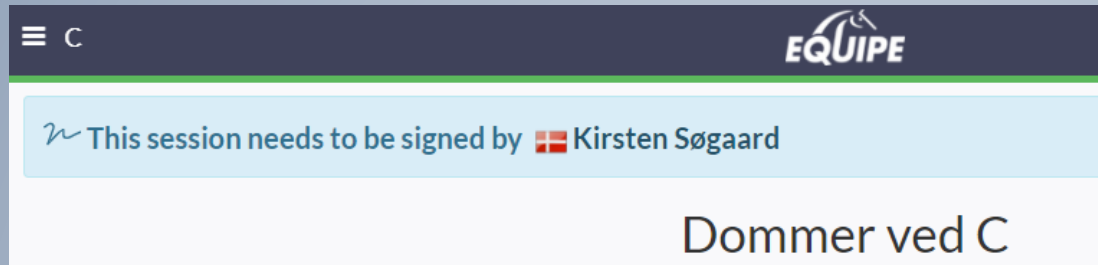 C
EQUIPE
This session needs to be signed by Kirsten Søgaard
Dommer ved C